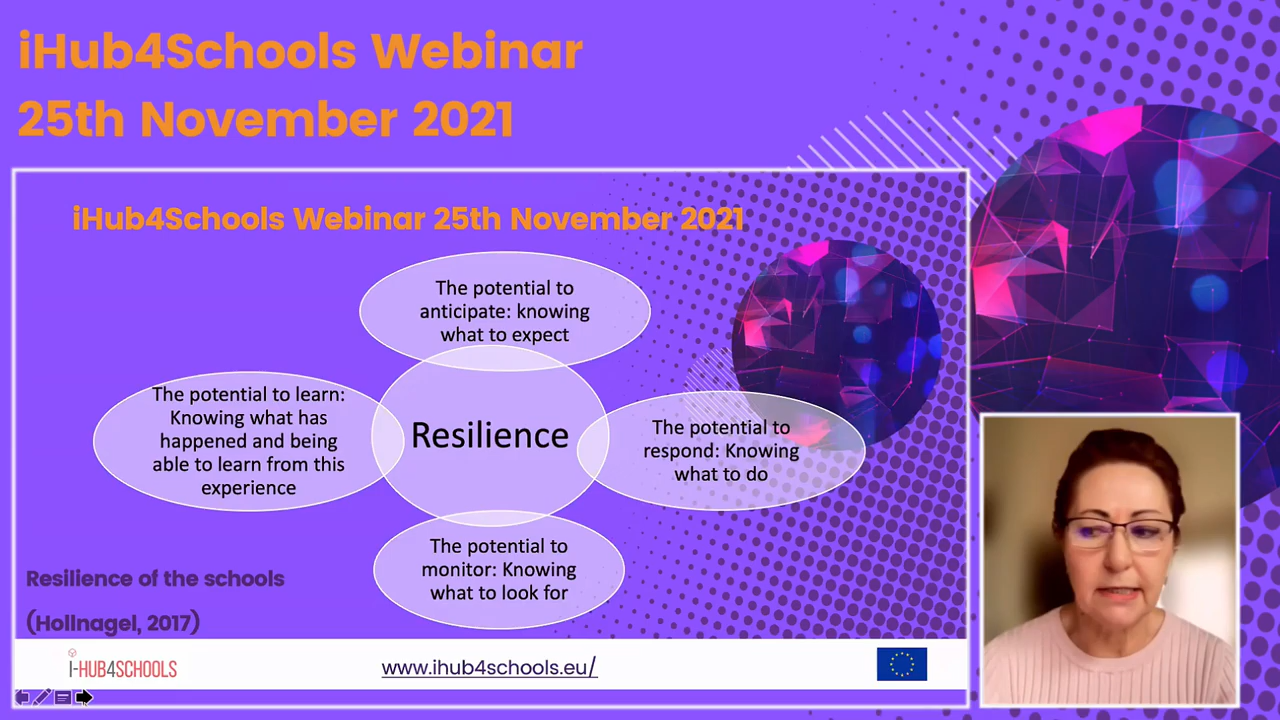 iHub4Schools Webinar
25th November 2021
iHub4Schools Webinar 25th November 2021
The potential to
anticipate: knowing
what to expect
The potential to learn:
Knowing what has
happened and being
able to learn from this
experience
Resilience
The potential to
respond: Knowing
what to do
The potential to
monitor: Knowing
what to look for
Resilience of the schools
(Hollnagel, 2017)
I-HUB4SCHOOLS
www.ihub4schools.eu/